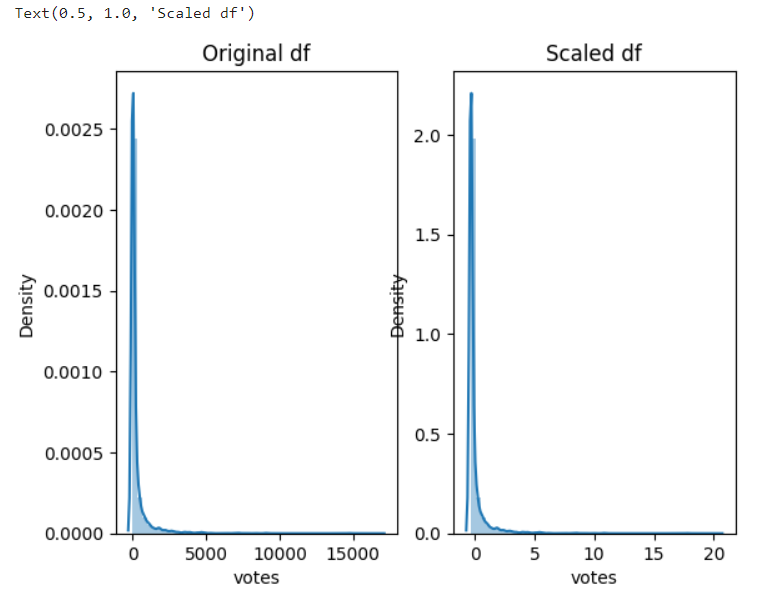 Text(0.5, 1.0, 'Scaled df')
Original df
Density
0.0025
0.0020
0.0015
0.0010
0.0005
0.0000
0
5000
10000
15000
votes
Scaled df
Density
2.0
1.5
1.0
0.5
0.0
0
5
10
15
20
votes